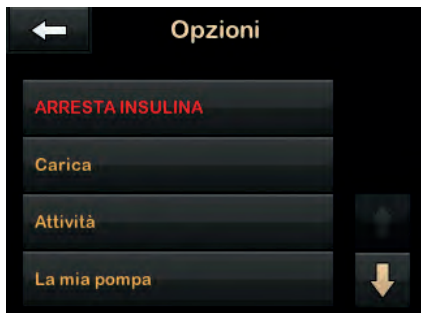 Opzioni
ARRESTA INSULINA
Carica
Attività
La mia pompa